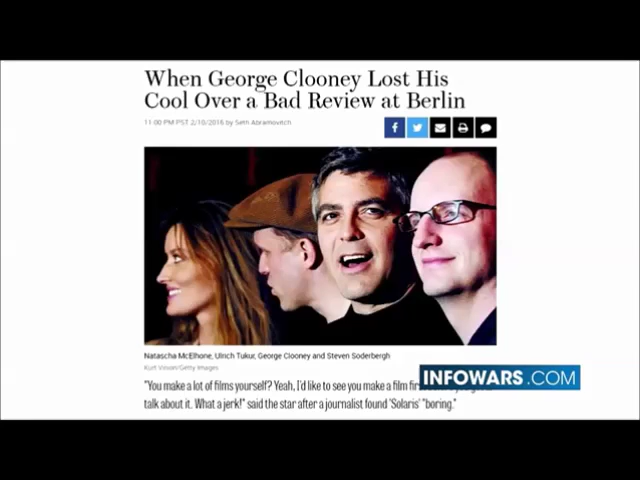 When George Clooney Lost His
Cool Over a Bad Review at Berlin
11:00 PM PST 2/10/2016 by Seth Abramovitch
Natascha McElhone, Ulrich Tukur, George Clooney and Steven Soderbergh
Kurt Vinion/Getty Images
"You make a lot of films yourself? Yeah, I'd like to see you make a film
INFOWARS.COM
talk about it. What a jerk!" said the star after a journalist found 'Solaris' "boring."